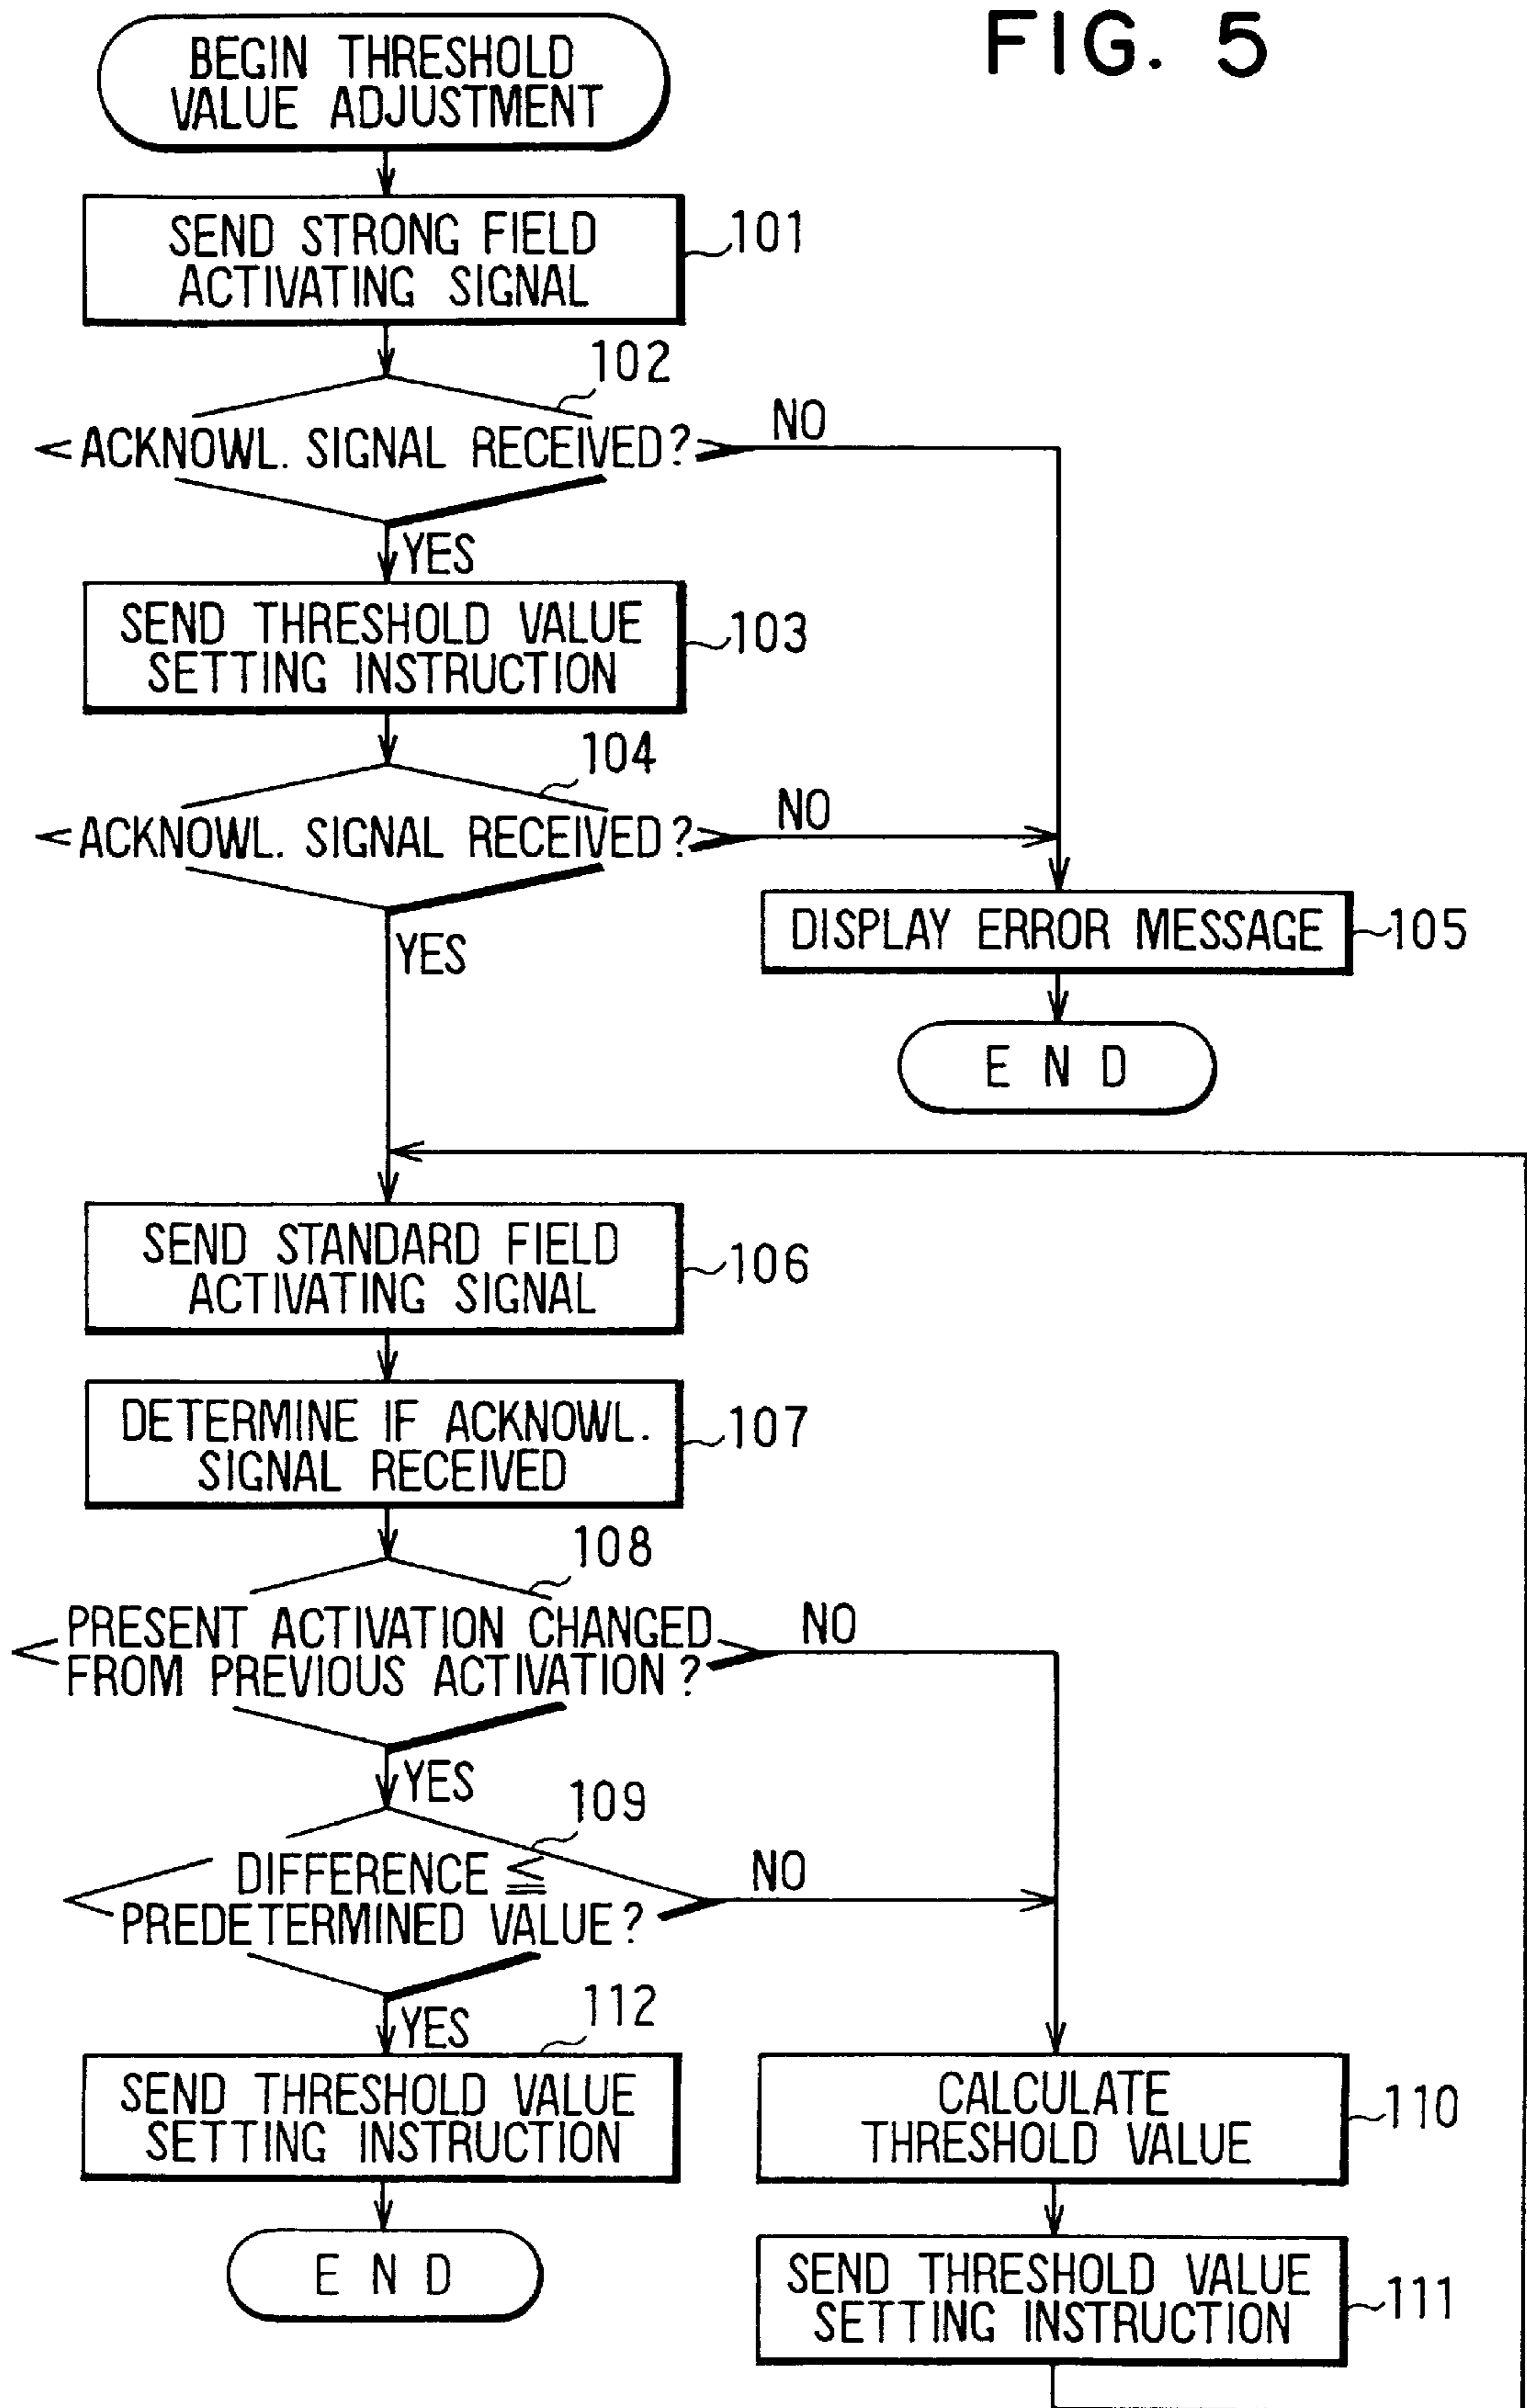 FIG. 5
BEGIN THRESHOLD
VALUE ADJUSTMENT
SEND STRONG FIELD
ACTIVATING SIGNAL
101
102
ACKNOWL. SIGNAL RECEIVED?
NO
YES
SEND THRESHOLD VALUE
SETTING INSTRUCTION
103
104
ACKNOWL. SIGNAL RECEIVED?
NO
YES
DISPLAY ERROR MESSAGE
105
END
SEND STANDARD FIELD
ACTIVATING SIGNAL
106
DETERMINE IF ACKNOWL.
SIGNAL RECEIVED
107
108
PRESENT ACTIVATION CHANGED
FROM PREVIOUS ACTIVATION?
NO
YES
109
DIFFERENCE ≦
PREDETERMINED VALUE?
NO
YES
112
SEND THRESHOLD VALUE
SETTING INSTRUCTION
END
CALCULATE
THRESHOLD VALUE
110
SEND THRESHOLD VALUE
SETTING INSTRUCTION
111